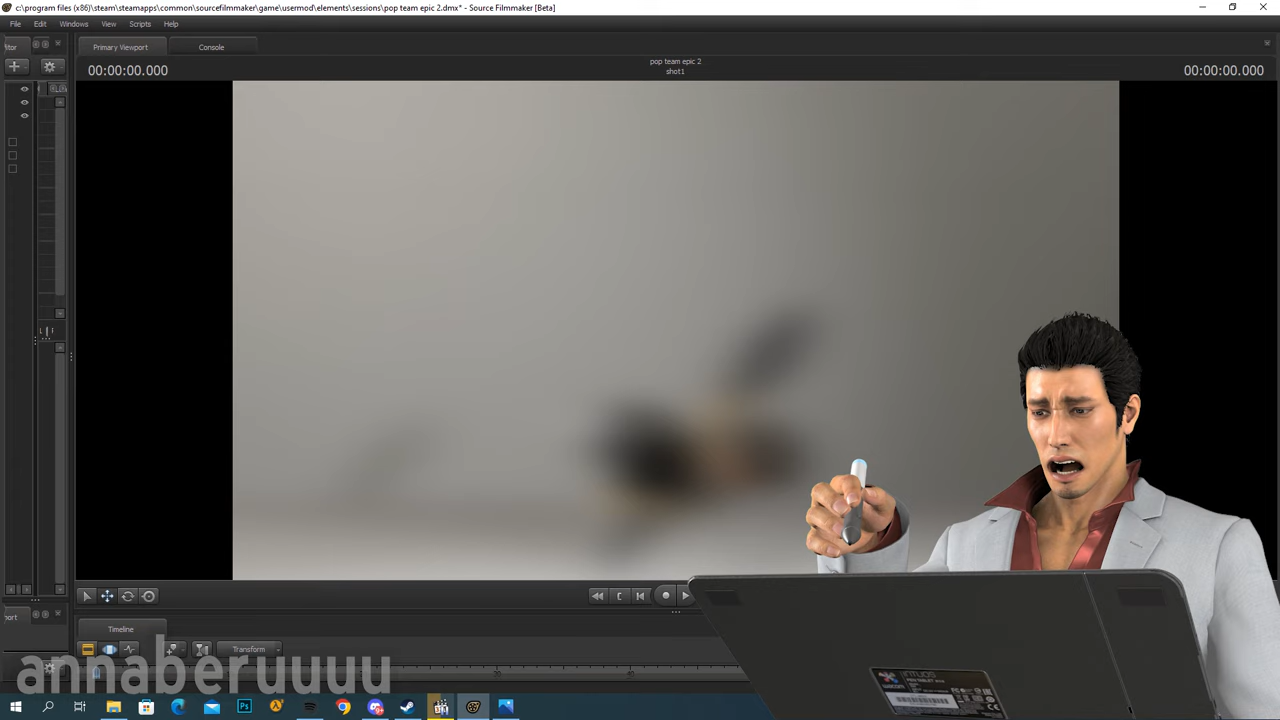 c:\program files (x86)\steam\steamapps\common\sourcefilmmaker\game\usermod\elements\sessions\pop team epic 2.dmx* - Source Filmmaker [Beta]
File Edit Windows View Scripts Help
Primary Viewport Console
00:00:00.000
pop team epic 2
shot1
00:00:00.000
Timeline
Transform
annaberuuuu
intuos
wacom